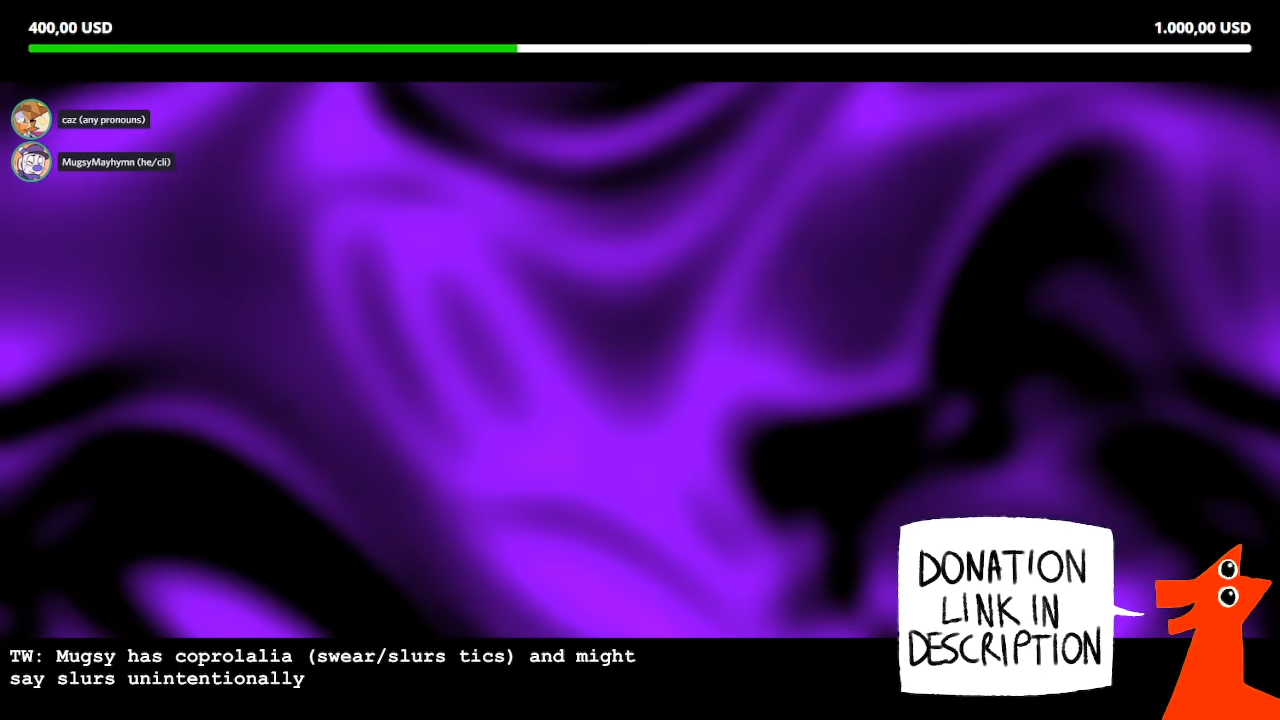 400,00 USD
1.000,00 USD
caz (any pronouns)
MugsyMayhymn (he/cli)
DONATION
LINK IN
DESCRIPTION
TW: Mugsy has coprolalia (swear/slurs tics) and might
say slurs unintentionally